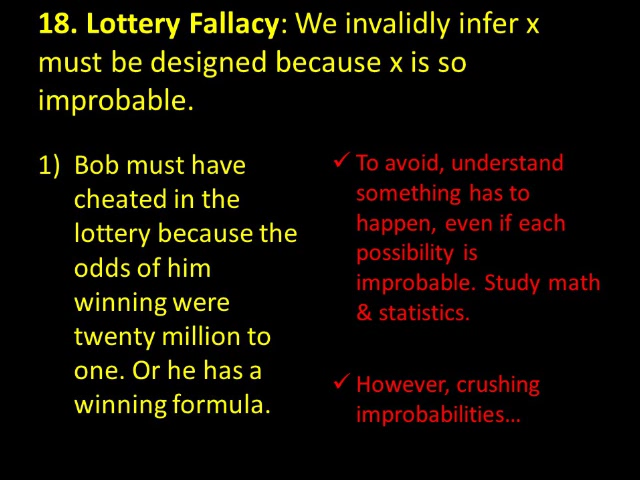 18. Lottery Fallacy: We invalidly infer x
must be designed because x is so
improbable.
1) Bob must have
cheated in the
lottery because the
odds of him
winning were
twenty million to
one. Or he has a
winning formula.
✓ To avoid, understand
something has to
happen, even if each
possibility is
improbable. Study math
& statistics.
✓ However, crushing
improbabilities…